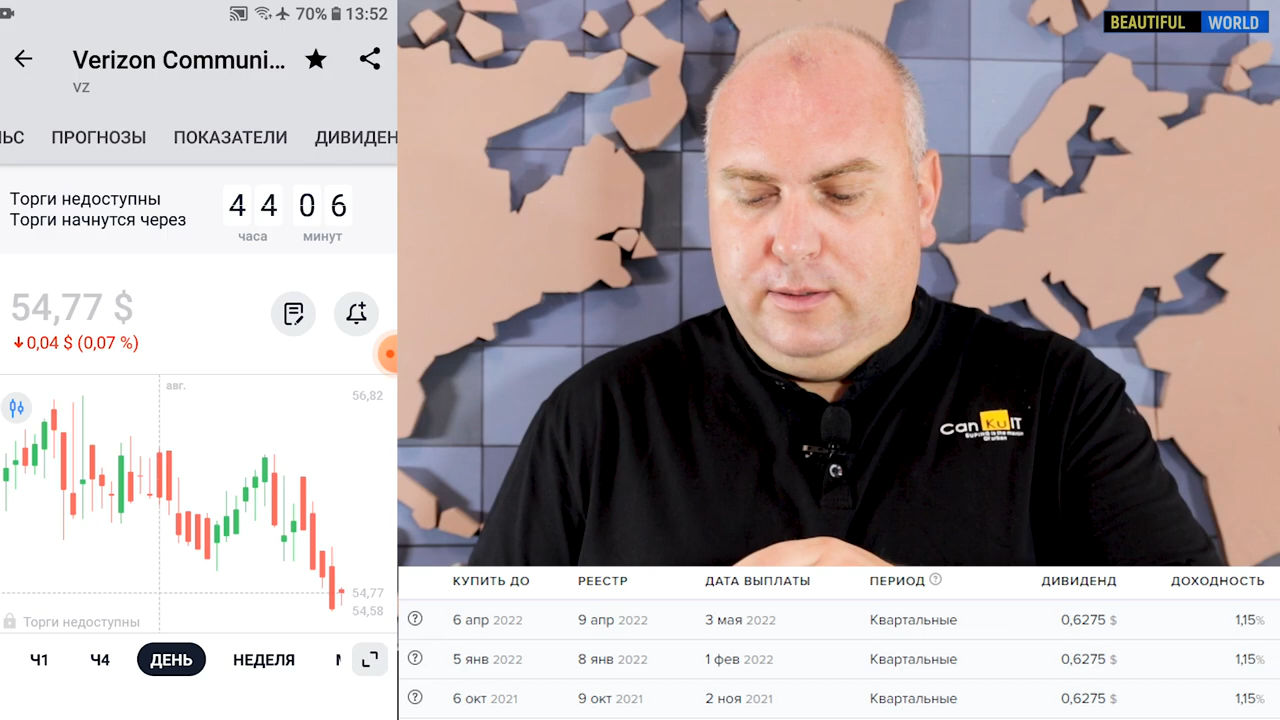 70% 13:52
Verizon Communi...
VZ
ЬС ПРОГНОЗЫ ПОКАЗАТЕЛИ ДИВИДЕН
Торги недоступны
Торги начнутся через
4 4 0 6
часа минут
54,77 $
0,04 $ (0,07 %)
авг.
56,82
54,77
54,58
Торги недоступны
Ч1 Ч4 ДЕНЬ НЕДЕЛЯ
BEAUTIFUL WORLD
can Ku IT
КУПИТЬ ДО РЕЕСТР ДАТА ВЫПЛАТЫ ПЕРИОД ? ДИВИДЕНД ДОХОДНОСТЬ
? 6 апр 2022 9 апр 2022 3 мая 2022 Квартальные 0,6275 $ 1,15%
? 5 янв 2022 8 янв 2022 1 фев 2022 Квартальные 0,6275 $ 1,15%
? 6 окт 2021 9 окт 2021 2 ноя 2021 Квартальные 0,6275 $ 1,15%